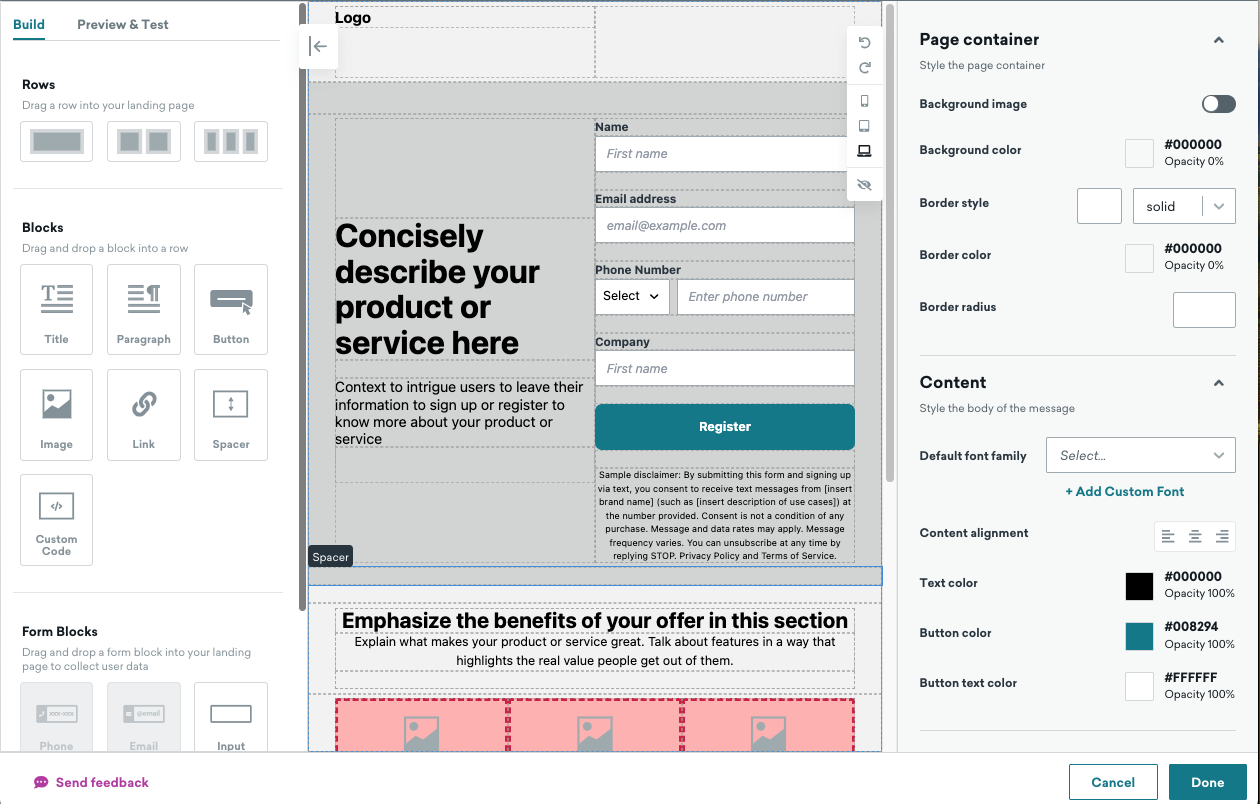 Build
Preview & Test
Rows
Drag a row into your landing page
Blocks
Drag and drop a block into a row
Title
Paragraph
Button
Image
Link
Spacer
</>
Custom
Code
Form Blocks
Drag and drop a form block into your landing
page to collect user data
xxx-xxx
@email
Phone
Email
Input
Logo
Name
First name
Email address
email@example.com
Phone Number
Select
Enter phone number
Company
First name
Register
Concisely
describe your
product or
service here
Context to intrigue users to leave their
information to sign up or register to
know more about your product or
service
Sample disclaimer: By submitting this form and signing up
via text, you consent to receive text messages from [insert
brand name] (such as [insert description of use cases]) at
the number provided. Consent is not a condition of any
purchase. Message and data rates may apply. Message
frequency varies. You can unsubscribe at any time by
replying STOP. Privacy Policy and Terms of Service.
Spacer
Emphasize the benefits of your offer in this section
Explain what makes your product or service great. Talk about features in a way that
highlights the real value people get out of them.
Page container
Style the page container
Background image
Background color
#000000
Opacity 0%
Border style
solid
Border color
#000000
Opacity 0%
Border radius
Content
Style the body of the message
Default font family
Select...
+ Add Custom Font
Content alignment
Text color
#000000
Opacity 100%
Button color
#008294
Opacity 100%
Button text color
#FFFFFF
Opacity 100%
Send feedback
Cancel
Done